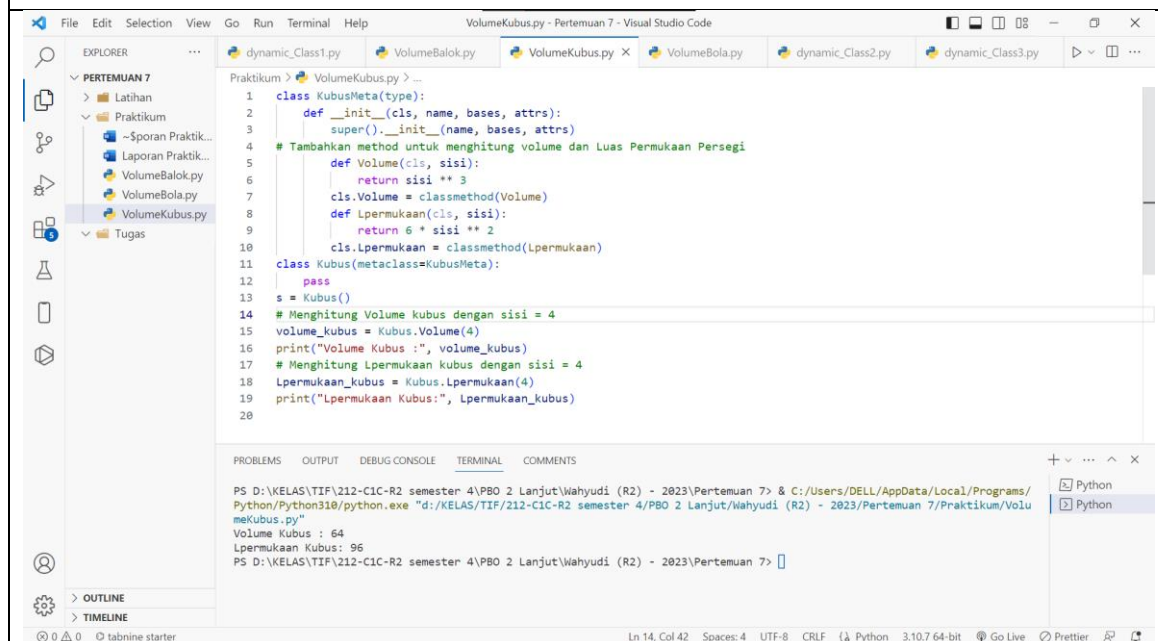 File Edit Selection View Go Run Terminal Help VolumeKubus.py - Pertemuan 7 - Visual Studio Code
EXPLORER ...
dynamic_Class1.py VolumeBalok.py VolumeKubus.py VolumeBola.py dynamic_Class2.py dynamic_Class3.py
PERTEMUAN 7
Latihan
Praktikum
~$poran Praktik...
Laporan Praktik...
VolumeBalok.py
VolumeBola.py
VolumeKubus.py
Tugas
5
Praktikum > VolumeKubus.py > ...
1 class KubusMeta(type):
2 def __init__(cls, name, bases, attrs):
3 super().__init__(name, bases, attrs)
4 # Tambahkan method untuk menghitung volume dan Luas Permukaan Persegi
5 def Volume(cls, sisi):
6 return sisi ** 3
7 cls.Volume = classmethod(Volume)
8 def Lpermukaan(cls, sisi):
9 return 6 * sisi ** 2
10 cls.Lpermukaan = classmethod(Lpermukaan)
11 class Kubus(metaclass=KubusMeta):
12 pass
13 s = Kubus()
14 # Menghitung Volume kubus dengan sisi = 4
15 volume_kubus = Kubus.Volume(4)
16 print("Volume Kubus :", volume_kubus)
17 # Menghitung Lpermukaan kubus dengan sisi = 4
18 Lpermukaan_kubus = Kubus.Lpermukaan(4)
19 print("Lpermukaan Kubus:", Lpermukaan_kubus)
20
PROBLEMS OUTPUT DEBUG CONSOLE TERMINAL COMMENTS
PS D:\KELAS\TIF\212-C1C-R2 semester 4\PBO 2 Lanjut\Wahyudi (R2) - 2023\Pertemuan 7> & C:/Users/DELL/AppData/Local/Programs/
Python/Python310/python.exe "d:/KELAS/TIF/212-C1C-R2 semester 4/PBO 2 Lanjut/Wahyudi (R2) - 2023/Pertemuan 7/Praktikum/Volu
meKubus.py"
Volume Kubus : 64
Lpermukaan Kubus: 96
PS D:\KELAS\TIF\212-C1C-R2 semester 4\PBO 2 Lanjut\Wahyudi (R2) - 2023\Pertemuan 7>
Python
Python
OUTLINE
TIMELINE
0 0 tabnine starter Ln 14, Col 42 Spaces: 4 UTF-8 CRLF Python 3.10.7 64-bit Go Live Prettier